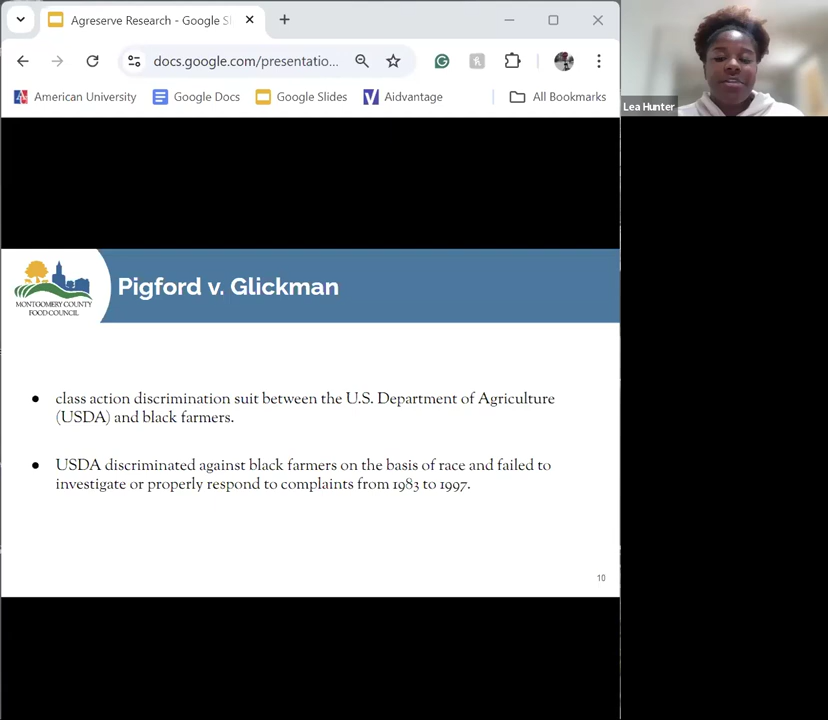 Agreserve Research - Google Sl
docs.google.com/presentatio...
American University
Google Docs
Google Slides
Aidvantage
All Bookmarks
Lea Hunter
MONTGOMERY COUNTY
FOOD COUNCIL
Pigford v. Glickman
● class action discrimination suit between the U.S. Department of Agriculture
(USDA) and black farmers.
● USDA discriminated against black farmers on the basis of race and failed to
investigate or properly respond to complaints from 1983 to 1997.
10